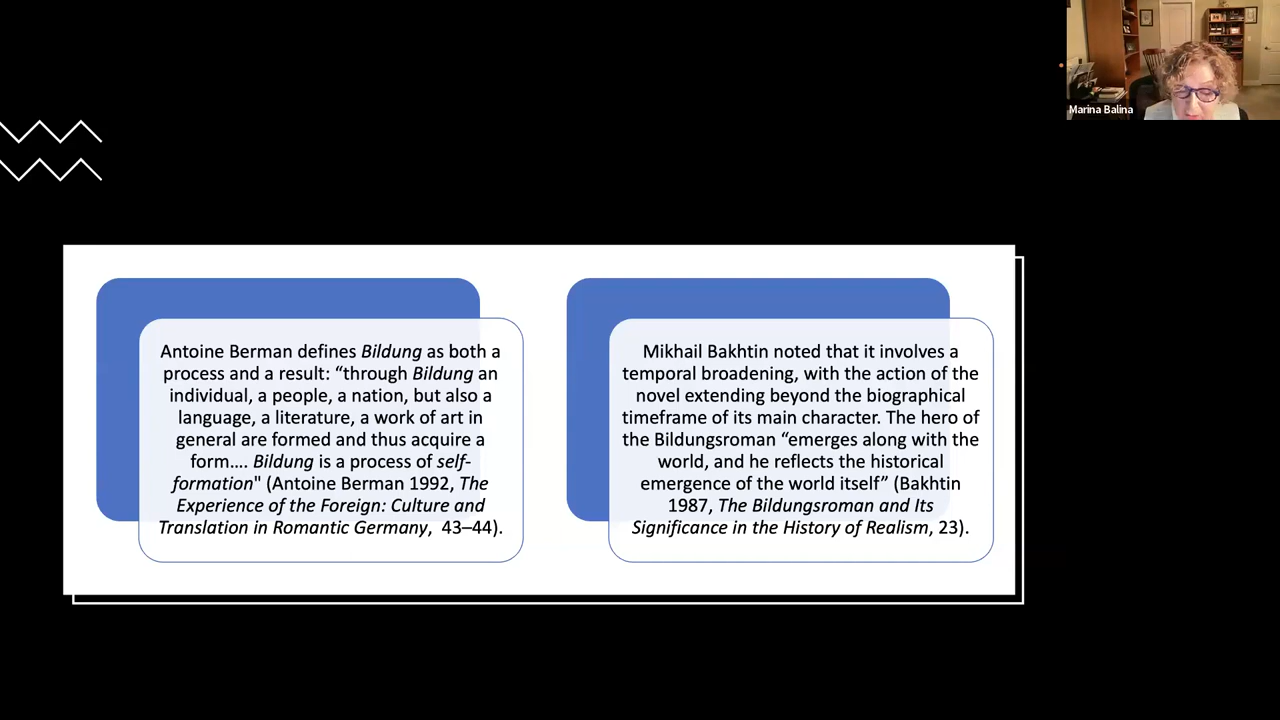 Marina Balina
Antoine Berman defines Bildung as both a
process and a result: “through Bildung an
individual, a people, a nation, but also a
language, a literature, a work of art in
general are formed and thus acquire a
form.... Bildung is a process of self-
formation" (Antoine Berman 1992, The
Experience of the Foreign: Culture and
Translation in Romantic Germany, 43–44).
Mikhail Bakhtin noted that it involves a
temporal broadening, with the action of the
novel extending beyond the biographical
timeframe of its main character. The hero of
the Bildungsroman “emerges along with the
world, and he reflects the historical
emergence of the world itself” (Bakhtin
1987, The Bildungsroman and Its
Significance in the History of Realism, 23).